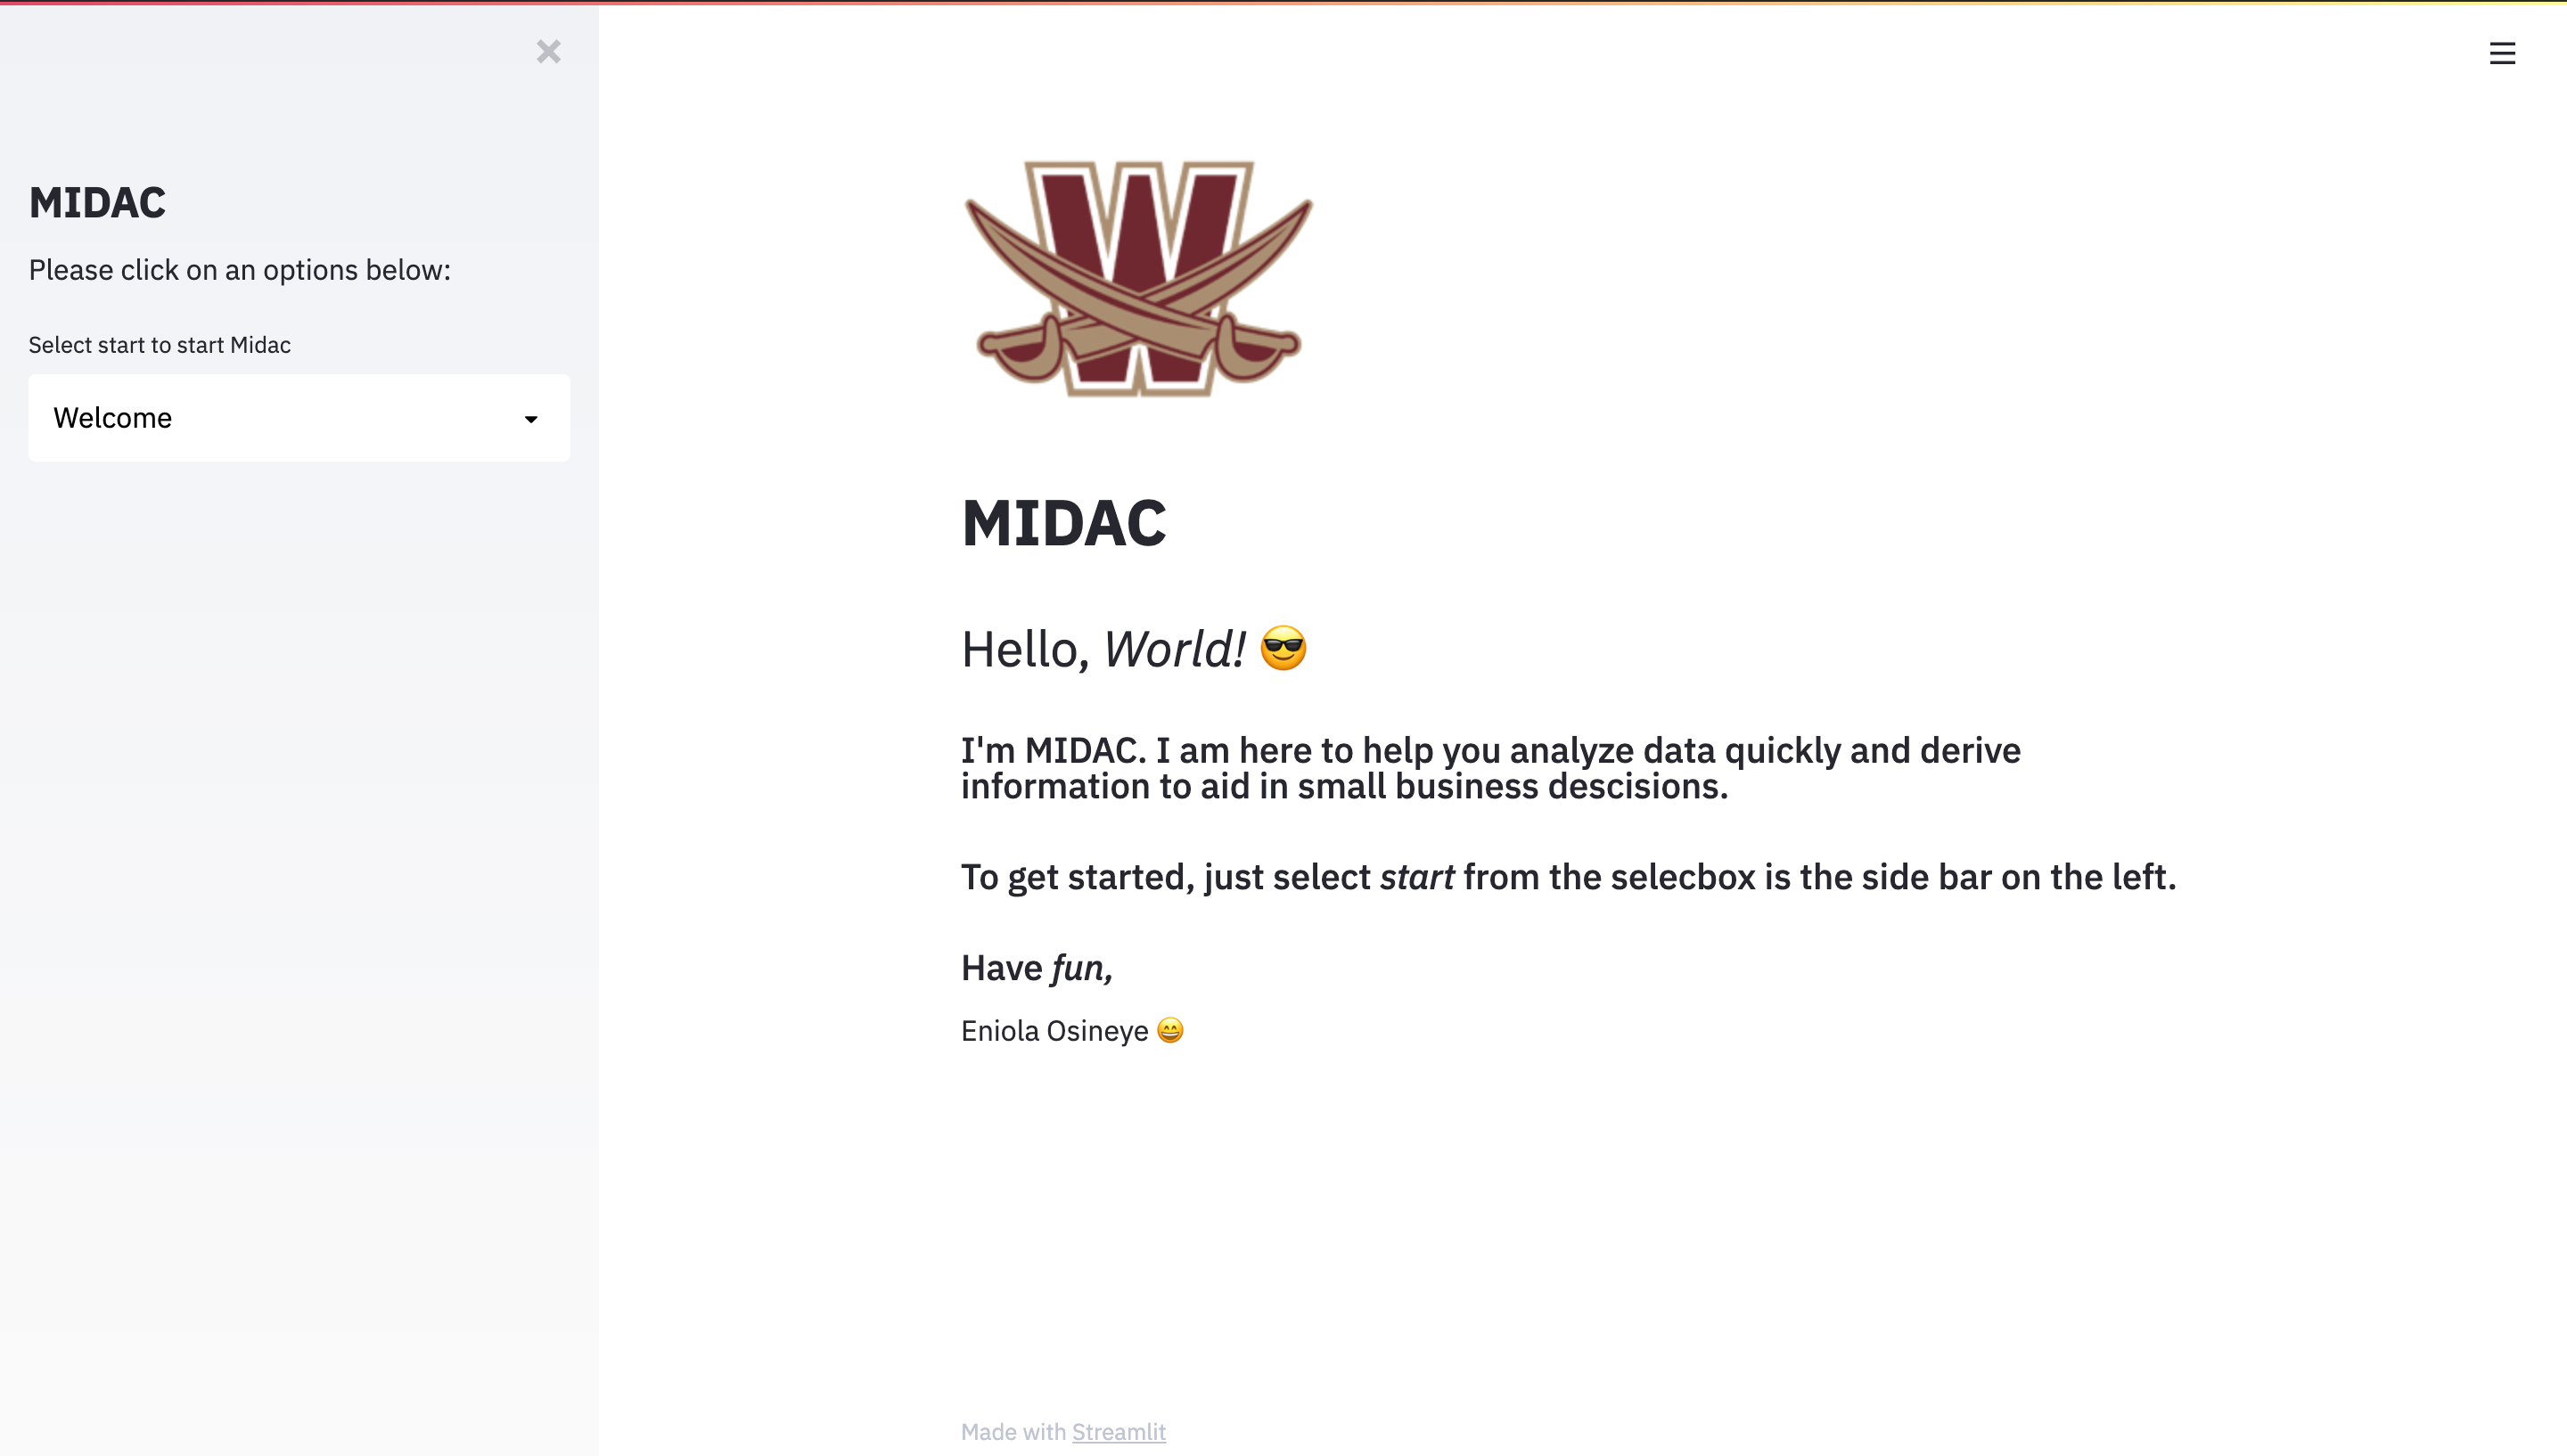 MIDAC
Please click on an options below:
Select start to start Midac
Welcome
W
MIDAC
Hello, World! 😎
I'm MIDAC. I am here to help you analyze data quickly and derive
information to aid in small business descisions.
To get started, just select start from the selecbox is the side bar on the left.
Have fun,
Eniola Osineye 😄
Made with Streamlit